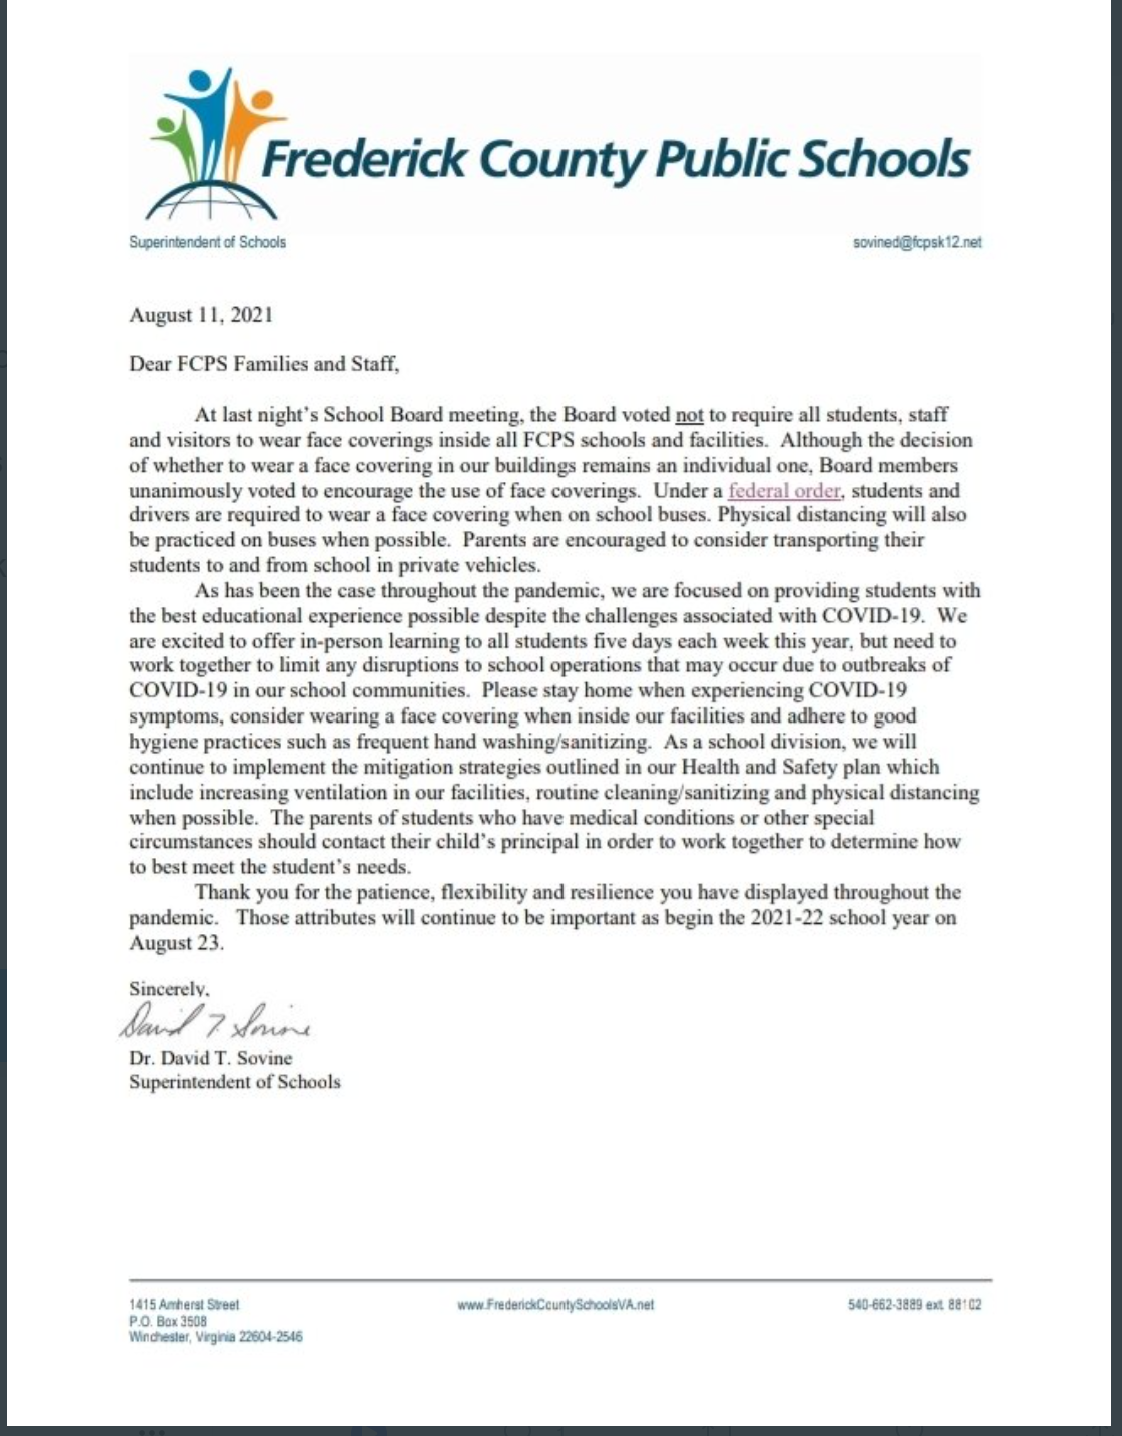 Frederick County Public Schools
Superintendent of Schools
sovined@fcpsk12.net
August 11, 2021
Dear FCPS Families and Staff,
At last night's School Board meeting, the Board voted not to require all students, staff
and visitors to wear face coverings inside all FCPS schools and facilities.  Although the decision
of whether to wear a face covering in our buildings remains an individual one, Board members
unanimously voted to encourage the use of face coverings.  Under a federal order, students and
drivers are required to wear a face covering when on school buses. Physical distancing will also
be practiced on buses when possible.  Parents are encouraged to consider transporting their
students to and from school in private vehicles.
As has been the case throughout the pandemic, we are focused on providing students with
the best educational experience possible despite the challenges associated with COVID-19.  We
are excited to offer in-person learning to all students five days each week this year, but need to
work together to limit any disruptions to school operations that may occur due to outbreaks of
COVID-19 in our school communities.  Please stay home when experiencing COVID-19
symptoms, consider wearing a face covering when inside our facilities and adhere to good
hygiene practices such as frequent hand washing/sanitizing.  As a school division, we will
continue to implement the mitigation strategies outlined in our Health and Safety plan which
include increasing ventilation in our facilities, routine cleaning/sanitizing and physical distancing
when possible.  The parents of students who have medical conditions or other special
circumstances should contact their child's principal in order to work together to determine how
to best meet the student's needs.
Thank you for the patience, flexibility and resilience you have displayed throughout the
pandemic.   Those attributes will continue to be important as begin the 2021-22 school year on
August 23.
Sincerely,
David T. Sovine
Dr. David T. Sovine
Superintendent of Schools
1415 Amherst Street
www.FrederickCountySchoolsVA.net
540-662-3889 ext. 88102
P.O. Box 3508
Winchester, Virginia 22604-2546